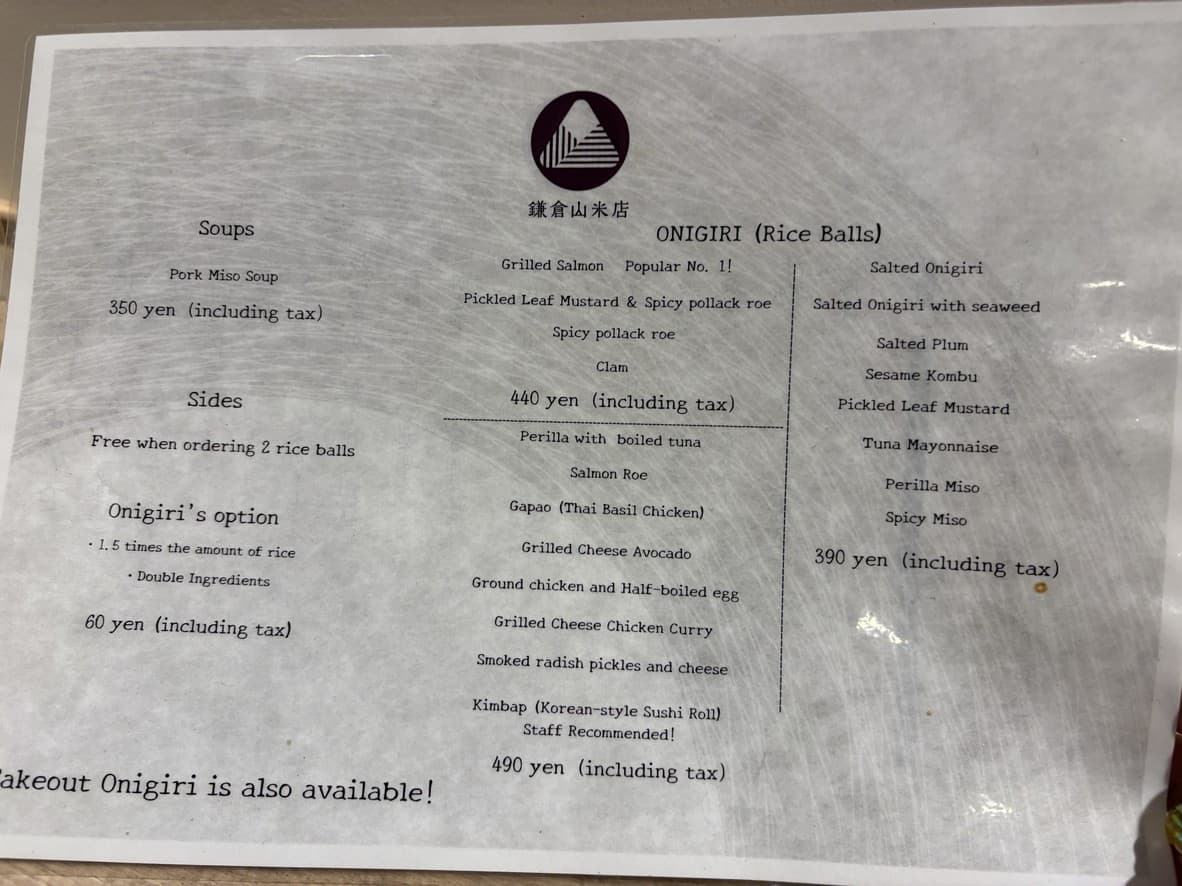 鎌倉山米店
Soups
Pork Miso Soup
350 yen (including tax)
Sides
Free when ordering 2 rice balls
Onigiri's option
・1.5 times the amount of rice
・Double Ingredients
60 yen (including tax)
akeout Onigiri is also available!
ONIGIRI (Rice Balls)
Grilled Salmon Popular No. 1!
Pickled Leaf Mustard & Spicy pollack roe
Spicy pollack roe
Clam
440 yen (including tax)
Perilla with boiled tuna
Salmon Roe
Gapao (Thai Basil Chicken)
Grilled Cheese Avocado
Ground chicken and Half-boiled egg
Grilled Cheese Chicken Curry
Smoked radish pickles and cheese
Kimbap (Korean-style Sushi Roll)
Staff Recommended!
490 yen (including tax)
Salted Onigiri
Salted Onigiri with seaweed
Salted Plum
Sesame Kombu
Pickled Leaf Mustard
Tuna Mayonnaise
Perilla Miso
Spicy Miso
390 yen (including tax)